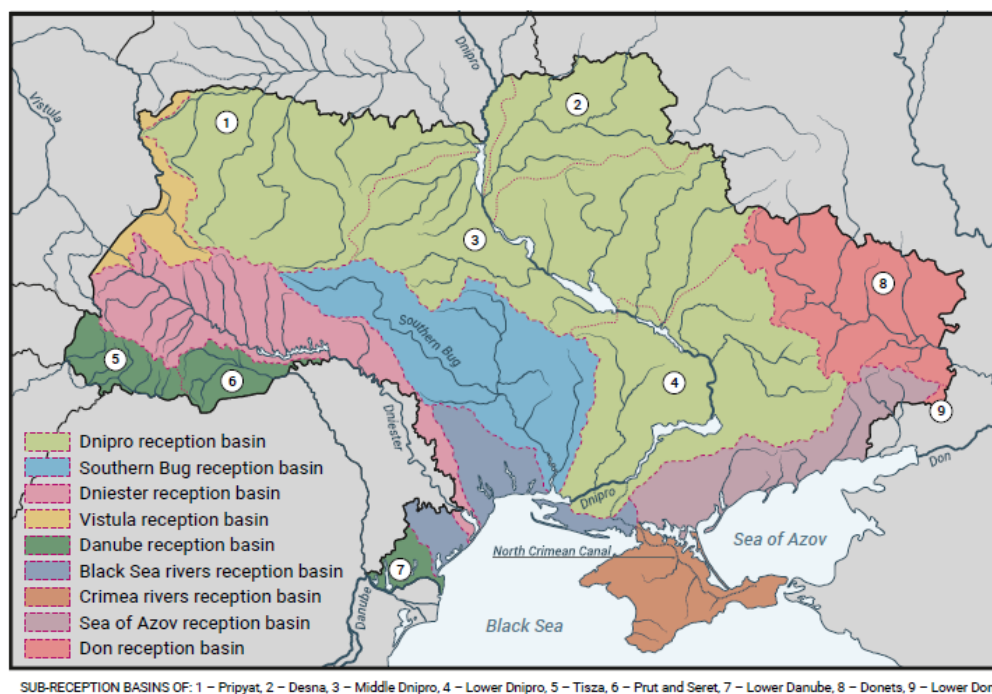 Dnipro
Vistula
2
1
3
8
Southern Bug
5
6
4
9
Dniester
Don
Dnipro
Sea of Azov
North Crimean Canal
7
Danube
Black Sea
Dnipro reception basin
Southern Bug reception basin
Dniester reception basin
Vistula reception basin
Danube reception basin
Black Sea rivers reception basin
Crimea rivers reception basin
Sea of Azov reception basin
Don reception basin
SUB-RECEPTION BASINS OF: 1 – Pripyat, 2 – Desna, 3 – Middle Dnipro, 4 – Lower Dnipro, 5 – Tisza, 6 – Prut and Seret, 7 – Lower Danube, 8 – Donets, 9 – Lower Don